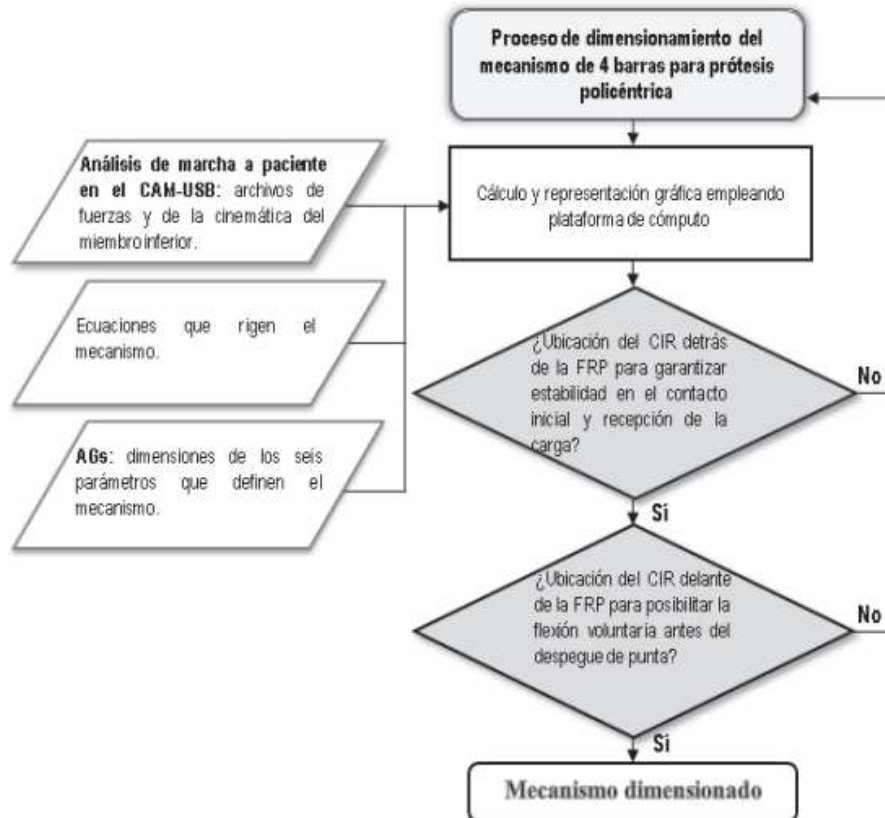 Proceso de dimensionamiento del
mecanismo de 4 barras para prótesis
policéntrica
Análisis de marcha a paciente
en el CAM-USB: archivos de
fuerzas y de la cinemática del
miembro inferior.
Cálculo y representación gráfica empleando
plataforma de cómputo
Ecuaciones que rigen el
mecanismo.
¿Ubicación del CIR detrás
de la FRP para garantizar
estabilidad en el contacto
inicial y recepción de la
carga?
No
AGs: dimensiones de los seis
parámetros que definen el
mecanismo.
Sí
¿Ubicación del CIR delante
de la FRP para posibilitar la
flexión voluntaria antes del
despegue de punta?
No
Sí
Mecanismo dimensionado